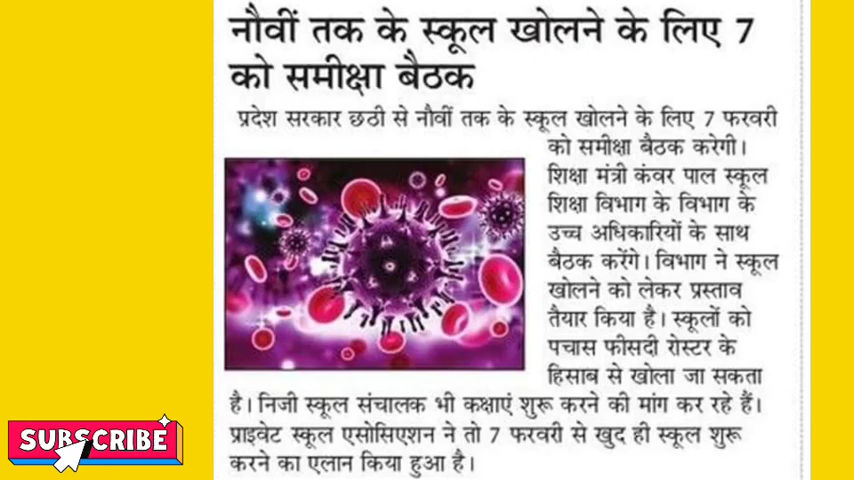 नौवीं तक के स्कूल खोलने के लिए 7
को समीक्षा बैठक
प्रदेश सरकार छठी से नौवीं तक के स्कूल खोलने के लिए 7 फरवरी
को समीक्षा बैठक करेगी।
शिक्षा मंत्री कंवर पाल स्कूल
शिक्षा विभाग के विभाग के
उच्च अधिकारियों के साथ
बैठक करेंगे। विभाग ने स्कूल
खोलने को लेकर प्रस्ताव
तैयार किया है। स्कूलों को
पचास फीसदी रोस्टर के
हिसाब से खोला जा सकता
है। निजी स्कूल संचालक भी कक्षाएं शुरू करने की मांग कर रहे हैं।
प्राइवेट स्कूल एसोसिएशन ने तो 7 फरवरी से खुद ही स्कूल शुरू
करने का एलान किया हुआ है।
SUBSCRIBE